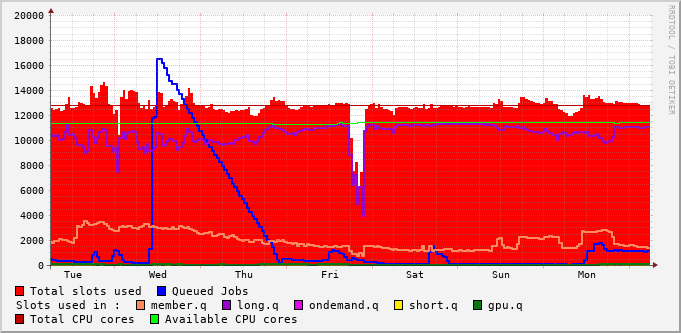 20000
18000
16000
14000
12000
10000
8000
6000
4000
2000
0
Tue Wed Thu Fri Sat Sun Mon
RRDTOOL / TOBI OETIKER
Total slots used Queued Jobs
Slots used in : member.q long.q ondemand.q short.q gpu.q
Total CPU cores Available CPU cores